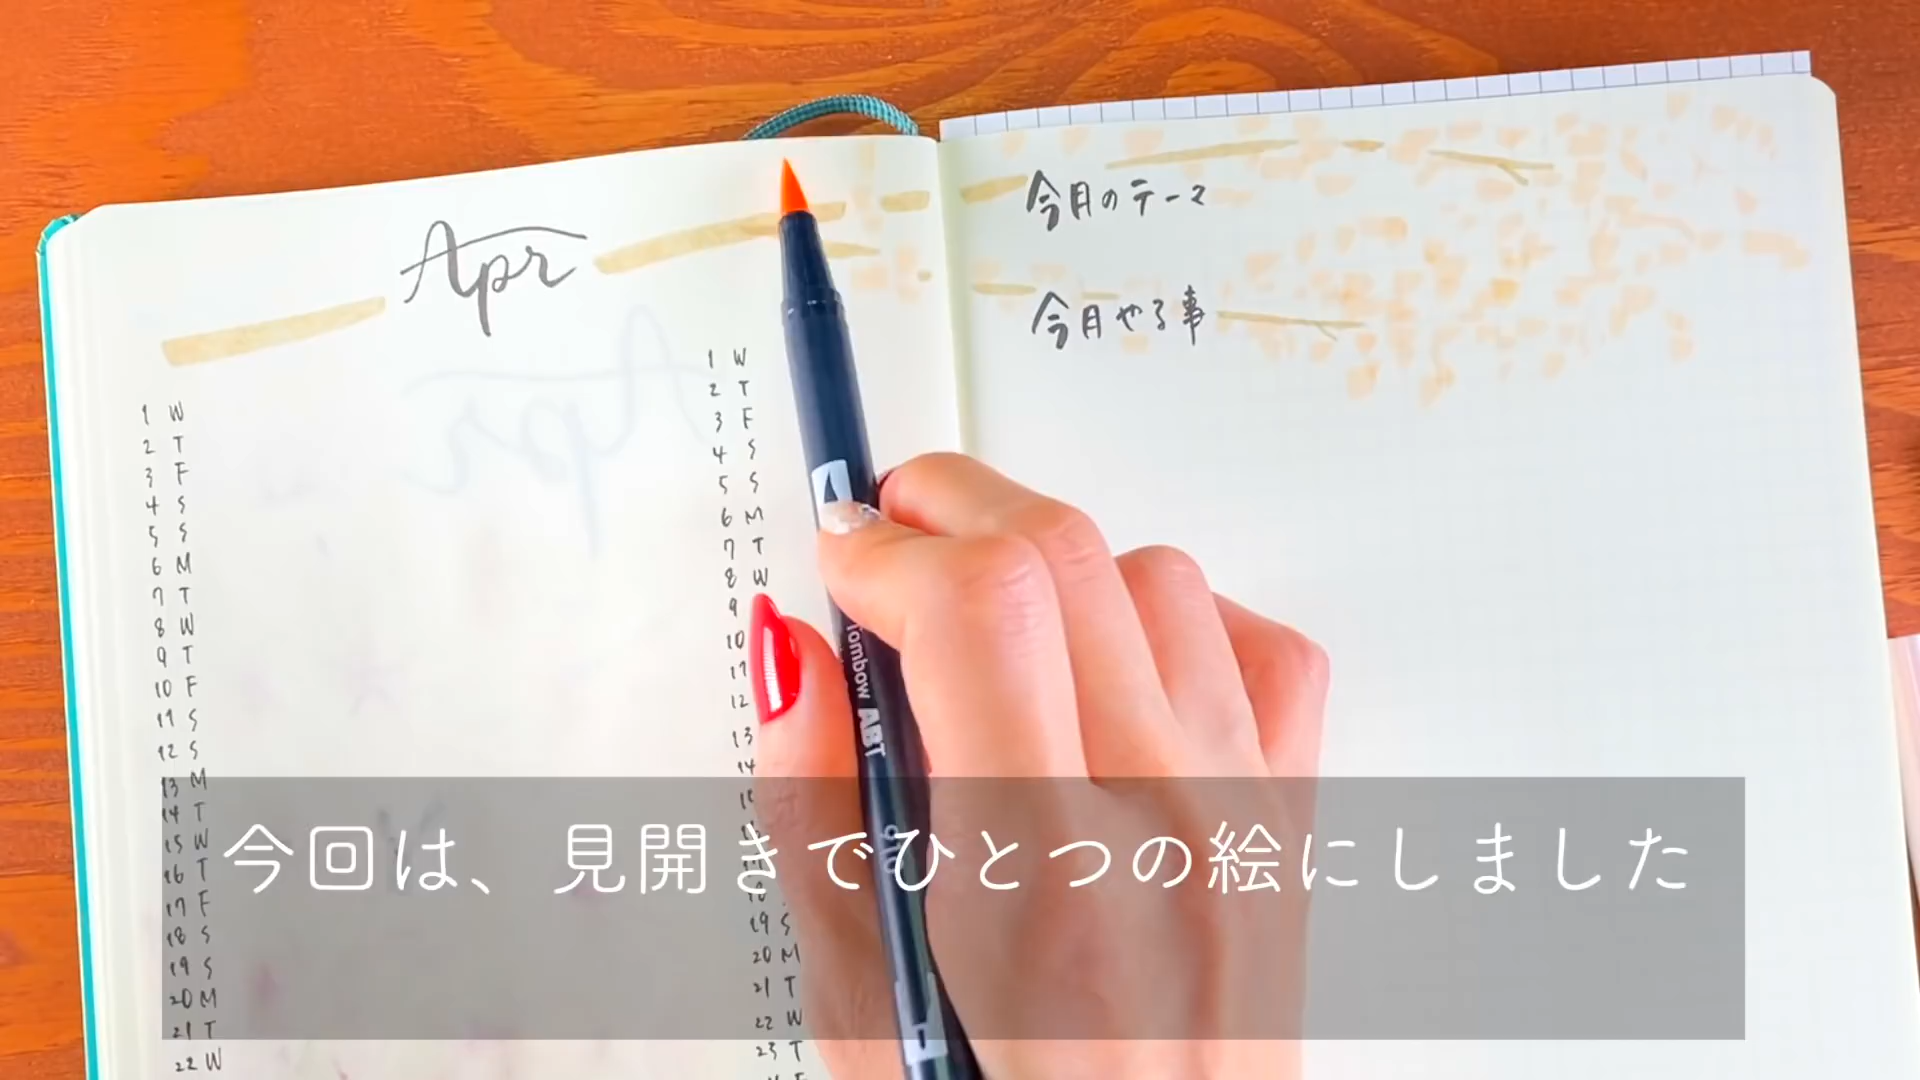 Apr
1 W
2 T
3 F
4 S
5 S
6 M
7 T
8 W
9 T
10 F
11 S
12 S
13 M
14 T
15 W
16 T
17 F
18 S
19 S
20 M
21 T
22 W
1 W
2 T
3 F
4 S
5 S
6 M
7 T
8 W
9
10
11
12
13
14
19 S
20 M
21 T
22 W
23 T
今月のテーマ
今月やる事
Tombow ABT
910
今回は、見開きでひとつの絵にしました